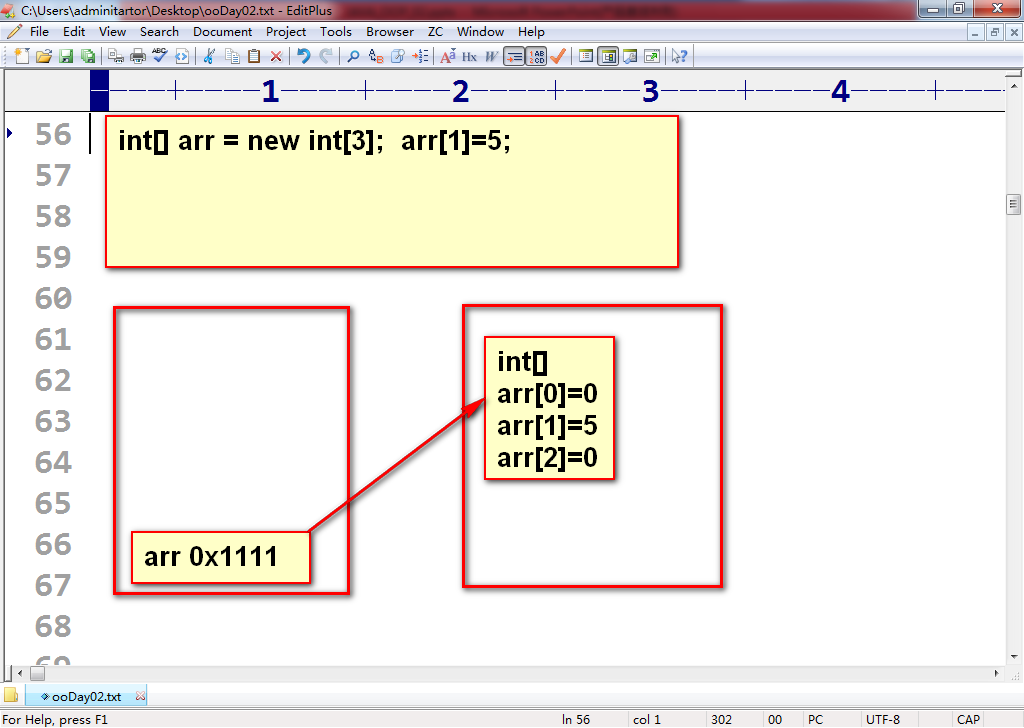 C:\Users\adminitartor\Desktop\ooDay02.txt - EditPlus
File Edit View Search Document Project Tools Browser ZC Window Help
1 2 3 4
56
int[] arr = new int[3];  arr[1]=5;
57
58
59
60
61
int[]
62
arr[0]=0
63
arr[1]=5
64
arr[2]=0
65
66
arr 0x1111
67
68
69
ooDay02.txt
For Help, press F1 ln 56 col 1 302 00 PC UTF-8 CAP